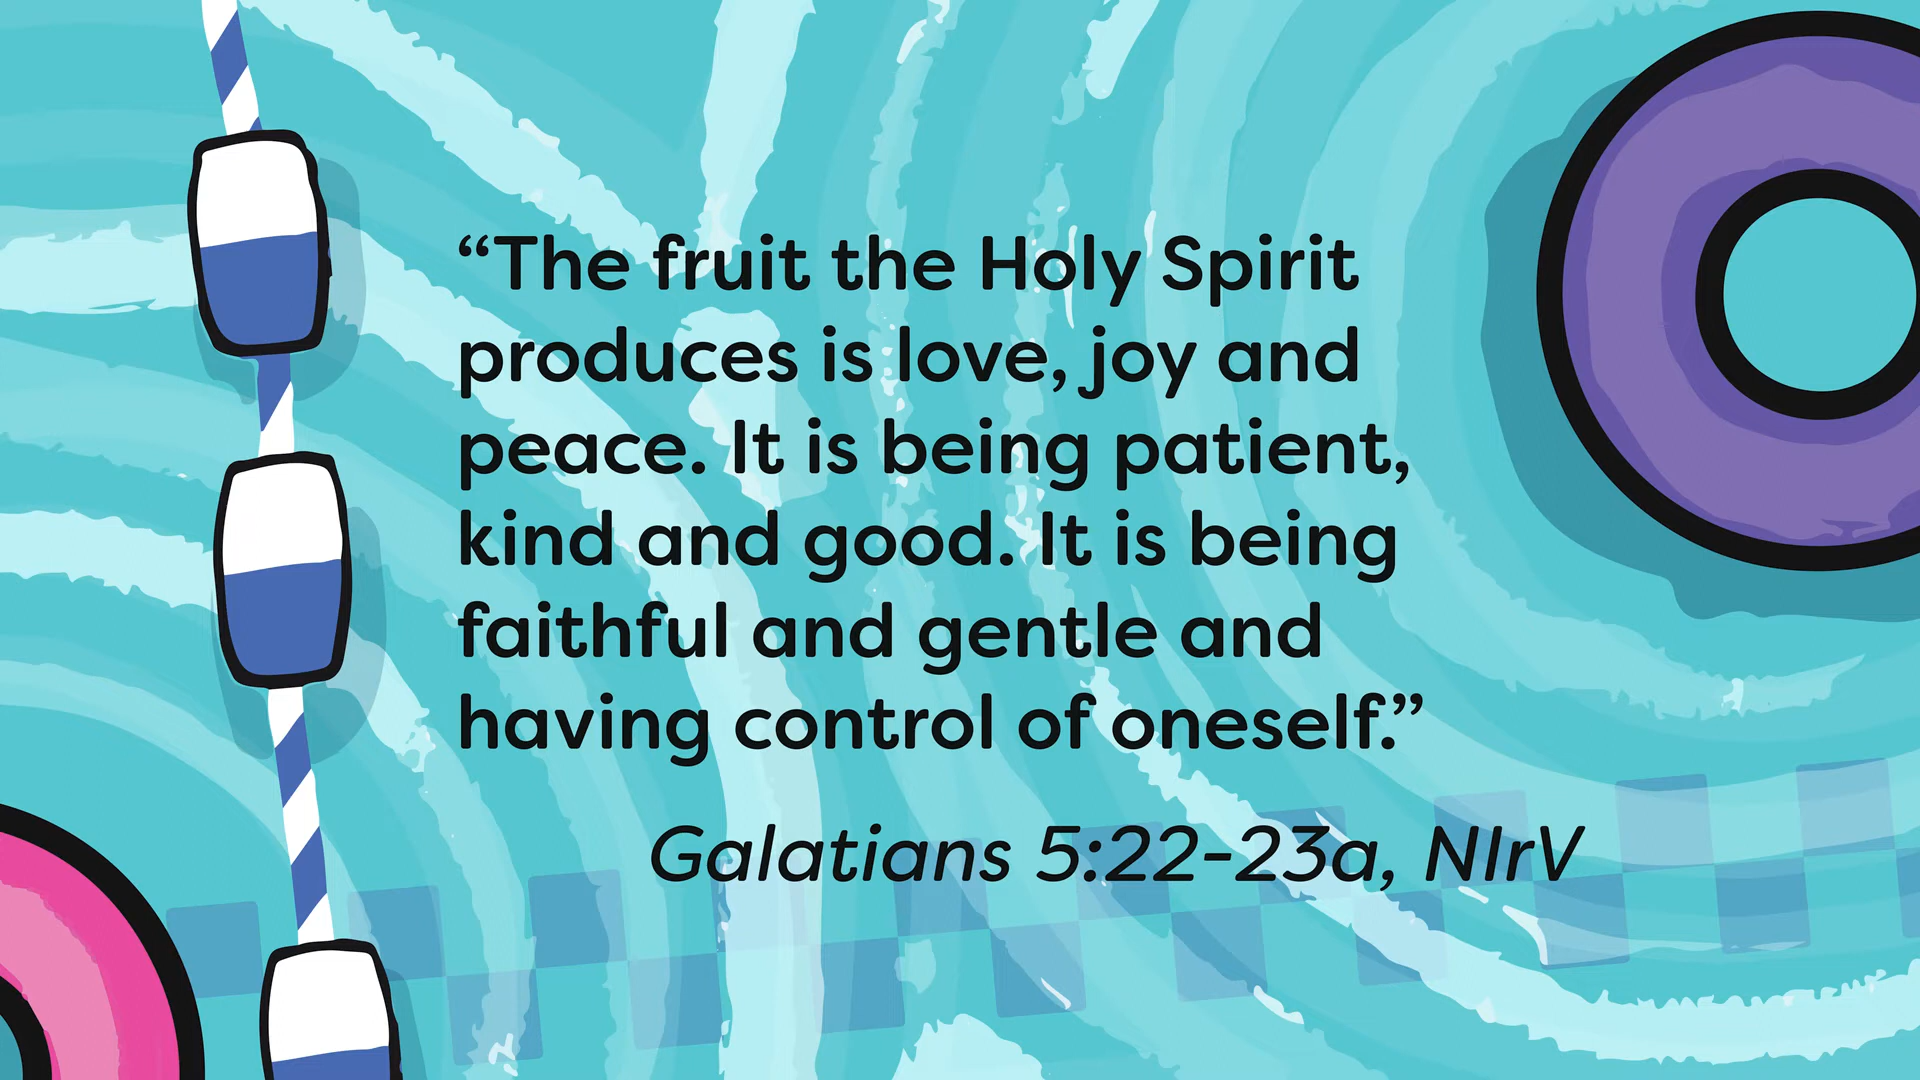 “The fruit the Holy Spirit
produces is love, joy and
peace. It is being patient,
kind and good. It is being
faithful and gentle and
having control of oneself.”
Galatians 5:22-23a, NIrV